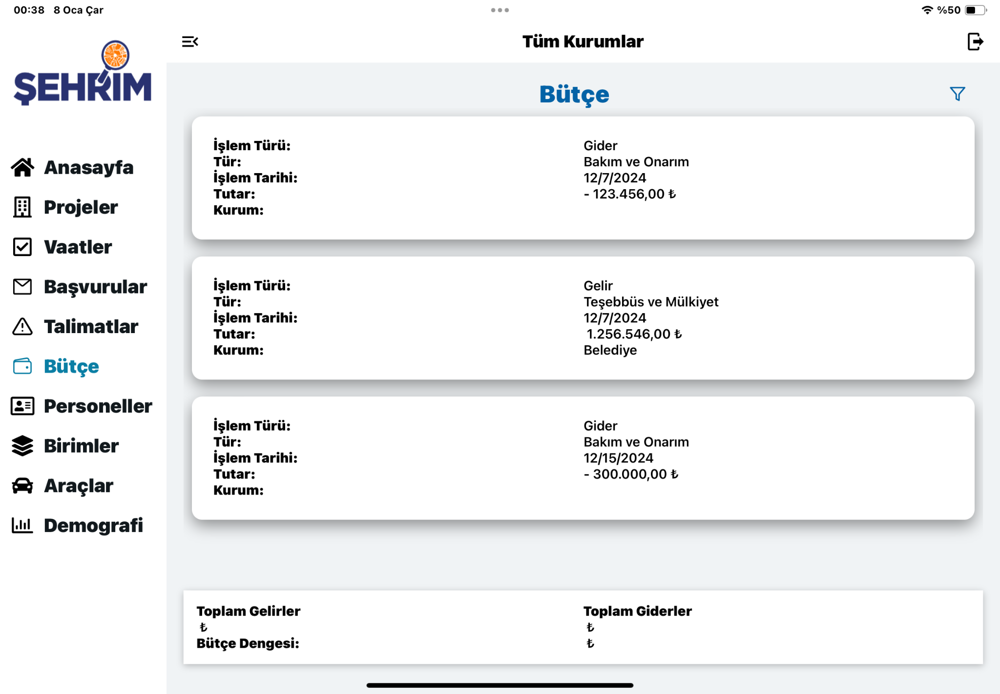 00:38 8 Oca Çar
%50
ŞEHRİM
Tüm Kurumlar
Anasayfa
Projeler
Vaatler
Başvurular
Talimatlar
Bütçe
Personeller
Birimler
Araçlar
Demografi
Bütçe
İşlem Türü: Gider
Tür: Bakım ve Onarım
İşlem Tarihi: 12/7/2024
Tutar: - 123.456,00 ₺
Kurum:
İşlem Türü: Gelir
Tür: Teşebbüs ve Mülkiyet
İşlem Tarihi: 12/7/2024
Tutar: 1.256.546,00 ₺
Kurum: Belediye
İşlem Türü: Gider
Tür: Bakım ve Onarım
İşlem Tarihi: 12/15/2024
Tutar: - 300.000,00 ₺
Kurum:
Toplam Gelirler Toplam Giderler
₺ ₺
Bütçe Dengesi: ₺